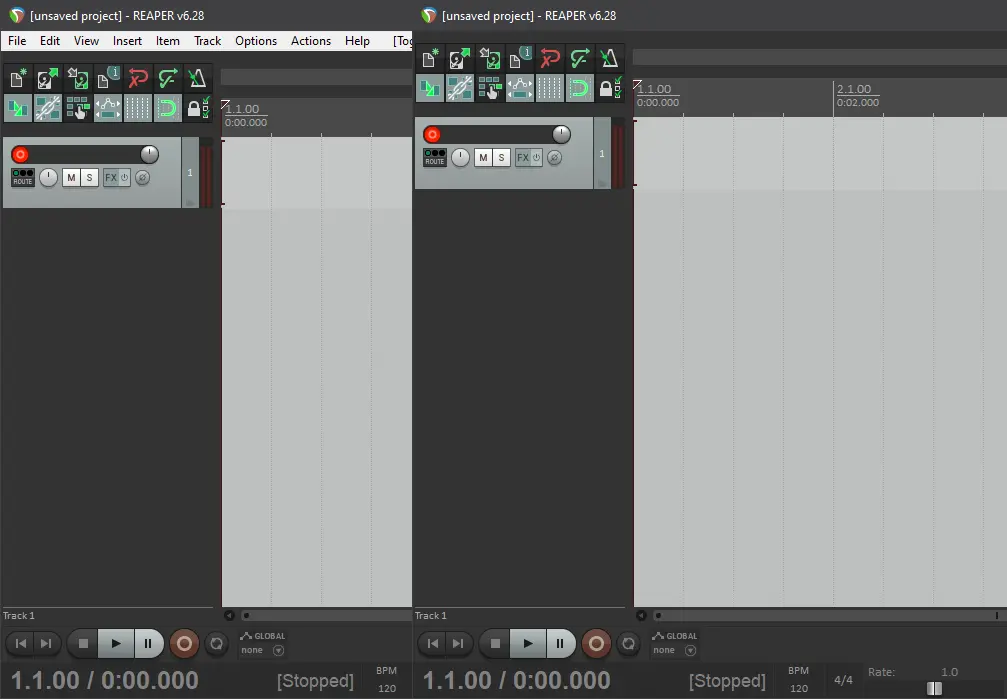 [unsaved project] - REAPER v6.28
File Edit View Insert Item Track Options Actions Help [Tog
1.1.00
0:00.000
ROUTE M S FX 1
Track 1
GLOBAL
none
1.1.00 / 0:00.000 [Stopped] BPM
120
[unsaved project] - REAPER v6.28
1.1.00 2.1.00
0:00.000 0:02.000
ROUTE M S FX 1
Track 1
GLOBAL
none
1.1.00 / 0:00.000 [Stopped] BPM
120 4/4 Rate: 1.0